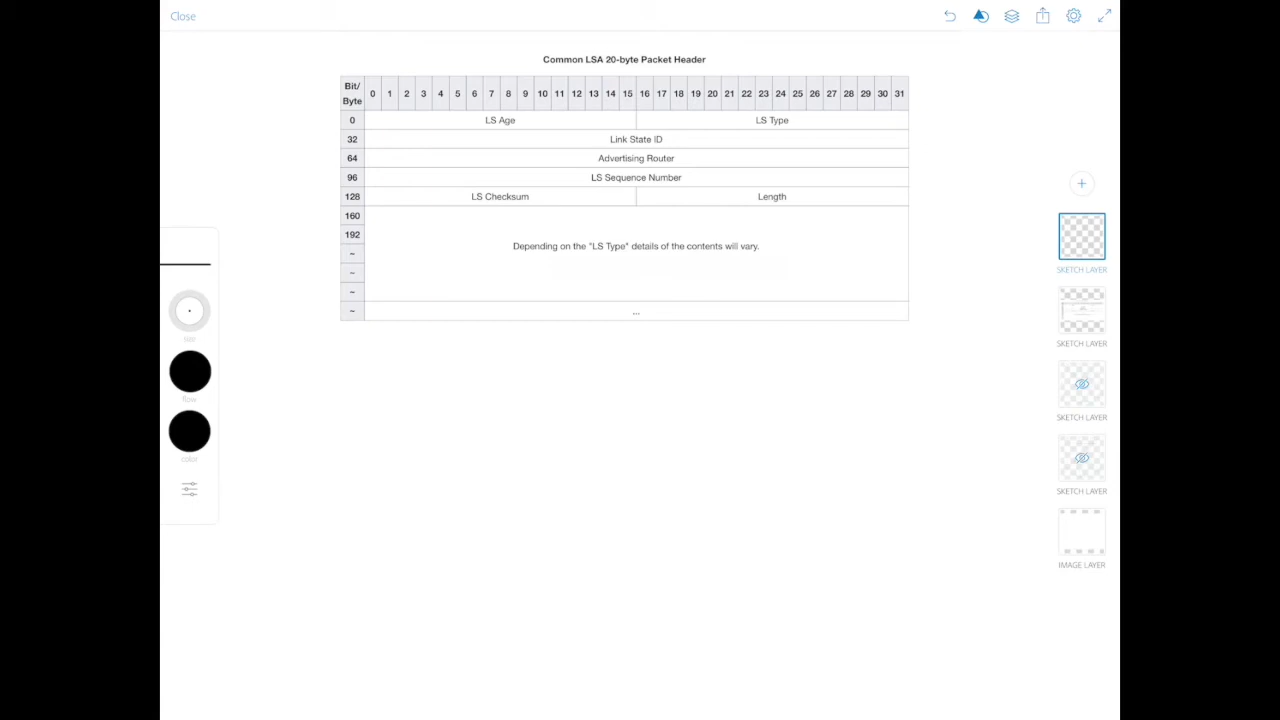 Close
Common LSA 20-byte Packet Header
Bit/
Byte 0 1 2 3 4 5 6 7 8 9 10 11 12 13 14 15 16 17 18 19 20 21 22 23 24 25 26 27 28 29 30 31
0 LS Age LS Type
32 Link State ID
64 Advertising Router
96 LS Sequence Number
128 LS Checksum Length
160
192
Depending on the "LS Type" details of the contents will vary.
~
~
~
~ ...
size
flow
color
SKETCH LAYER
SKETCH LAYER
SKETCH LAYER
SKETCH LAYER
IMAGE LAYER